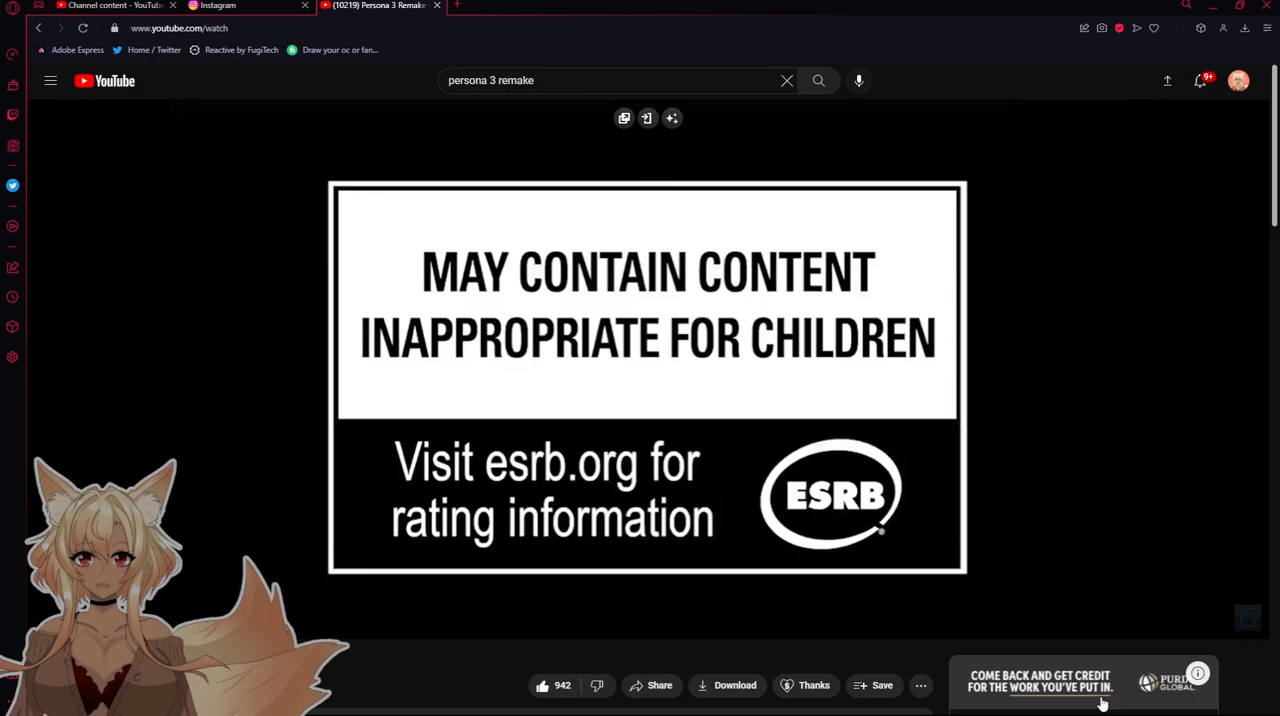 Channel content - YouTube
Instagram
(10219) Persona 3 Remake
www.youtube.com/watch
Adobe Express
Home / Twitter
Reactive by FugiTech
Draw your oc or fan...
YouTube
persona 3 remake
9+
MAY CONTAIN CONTENT
INAPPROPRIATE FOR CHILDREN
Visit esrb.org for
rating information
ESRB
942
Share
Download
Thanks
Save
COME BACK AND GET CREDIT
FOR THE WORK YOU'VE PUT IN.
GLOBAL